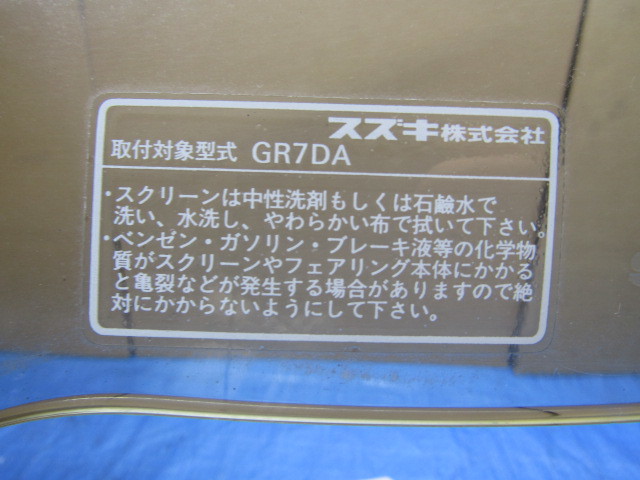 スズキ株式会社
取付対象型式 GR7DA
・スクリーンは中性洗剤もしくは石鹼水で
洗い、水洗し、やわらかい布で拭いて下さい。
・ベンゼン・ガソリン・ブレーキ液等の化学物
質がスクリーンやフェアリング本体にかかる
と亀裂などが発生する場合がありますので絶
対にかからないようにして下さい。